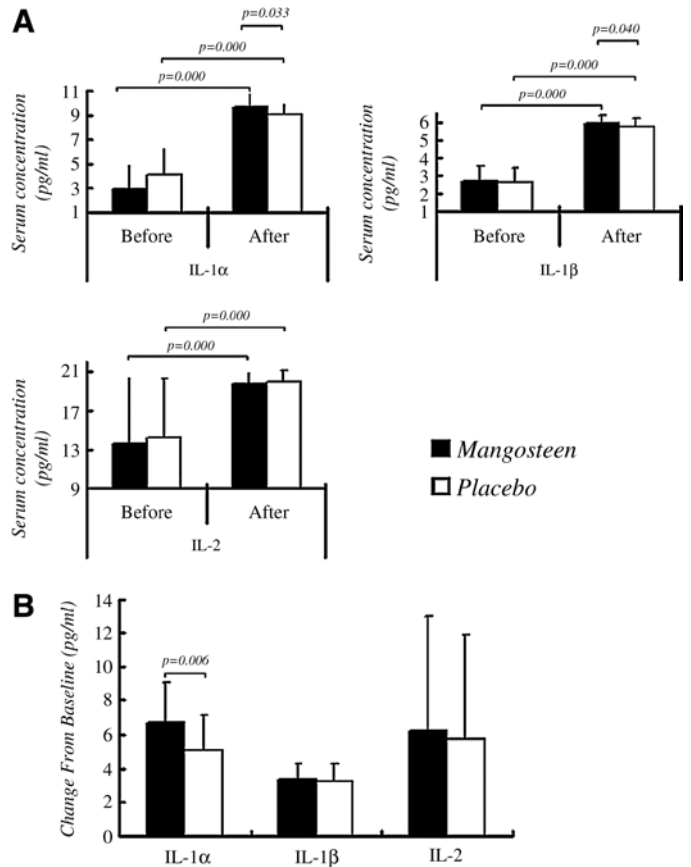 A
p=0.033
p=0.000
p=0.000
Serum concentration
(pg/ml)
11
9
7
5
3
1
Before
After
IL-1α
p=0.040
p=0.000
p=0.000
Serum concentration
(pg/ml)
6
5
4
3
2
1
Before
After
IL-1β
p=0.000
p=0.000
Serum concentration
(pg/ml)
21
17
13
9
Before
After
IL-2
Mangosteen
Placebo
B
Change From Baseline (pg/ml)
14
12
10
8
6
4
2
0
p=0.006
IL-1α
IL-1β
IL-2